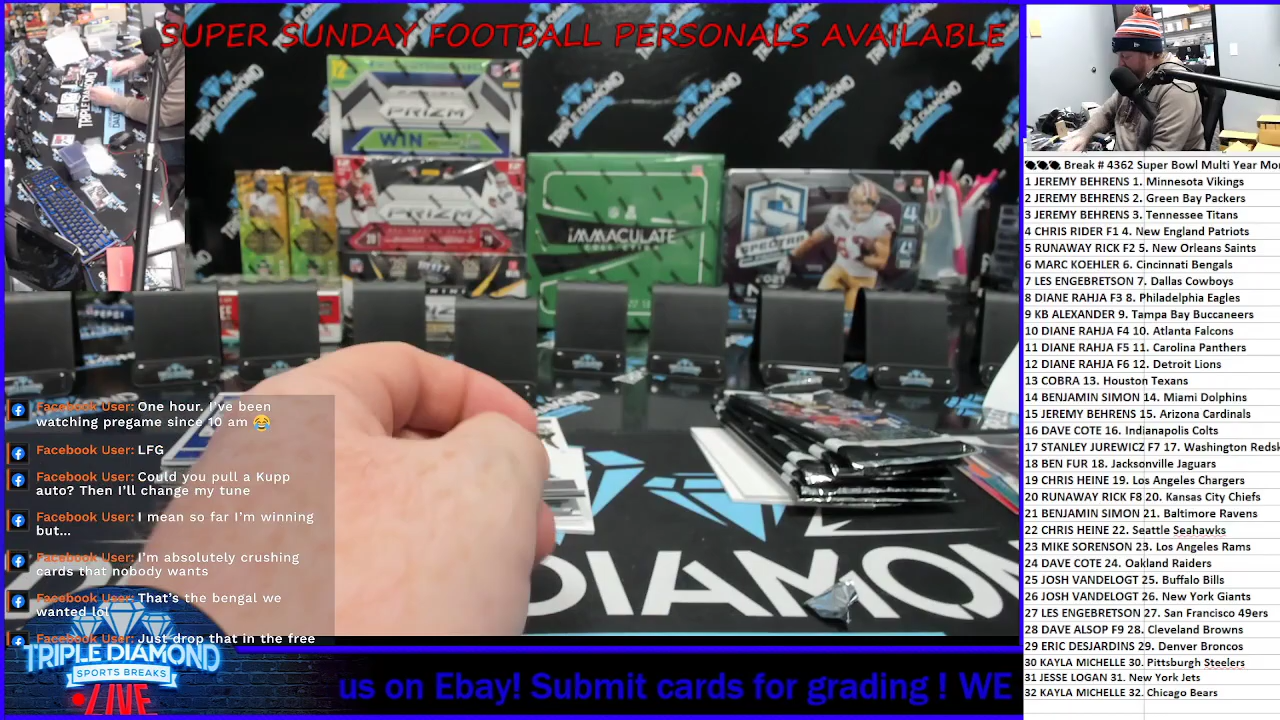 SUPER SUNDAY FOOTBALL PERSONALS AVAILABLE
12
PRIZM
WIN
PRIZM
IMMACULATE
SPECTRA
DIAMON
Facebook User: One hour. I've been
watching pregame since 10 am 😂
Facebook User: LFG
Facebook User: Could you pull a Kupp
auto? Then I'll change my tune
Facebook User: I mean so far I'm winning
but...
Facebook User: I'm absolutely crushing
cards that nobody wants
Facebook User: That's the bengal we
wanted lol
Facebook User: Just drop that in the free
TRIPLE DIAMOND
SPORTS BREAKS
LIVE
us on Ebay! Submit cards for grading ! WE
Break # 4362 Super Bowl Multi Year Mo
1 JEREMY BEHRENS 1. Minnesota Vikings
2 JEREMY BEHRENS 2. Green Bay Packers
3 JEREMY BEHRENS 3. Tennessee Titans
4 CHRIS RIDER F1 4. New England Patriots
5 RUNAWAY RICK F2 5. New Orleans Saints
6 MARC KOEHLER 6. Cincinnati Bengals
7 LES ENGEBRETSON 7. Dallas Cowboys
8 DIANE RAHJA F3 8. Philadelphia Eagles
9 KB ALEXANDER 9. Tampa Bay Buccaneers
10 DIANE RAHJA F4 10. Atlanta Falcons
11 DIANE RAHJA F5 11. Carolina Panthers
12 DIANE RAHJA F6 12. Detroit Lions
13 COBRA 13. Houston Texans
14 BENJAMIN SIMON 14. Miami Dolphins
15 JEREMY BEHRENS 15. Arizona Cardinals
16 DAVE COTE 16. Indianapolis Colts
17 STANLEY JUREWICZ F7 17. Washington Redsk
18 BEN FUR 18. Jacksonville Jaguars
19 CHRIS HEINE 19. Los Angeles Chargers
20 RUNAWAY RICK F8 20. Kansas City Chiefs
21 BENJAMIN SIMON 21. Baltimore Ravens
22 CHRIS HEINE 22. Seattle Seahawks
23 MIKE SORENSON 23. Los Angeles Rams
24 DAVE COTE 24. Oakland Raiders
25 JOSH VANDELOGT 25. Buffalo Bills
26 JOSH VANDELOGT 26. New York Giants
27 LES ENGEBRETSON 27. San Francisco 49ers
28 DAVE ALSOP F9 28. Cleveland Browns
29 ERIC DELLAMATER 29. Denver Broncos
30 KAYLA MICHELLE 30. Pittsburgh Steelers
31 JESSE LOGAN 31. New York Jets
32 KAYLA MICHELLE 32. Chicago Bears